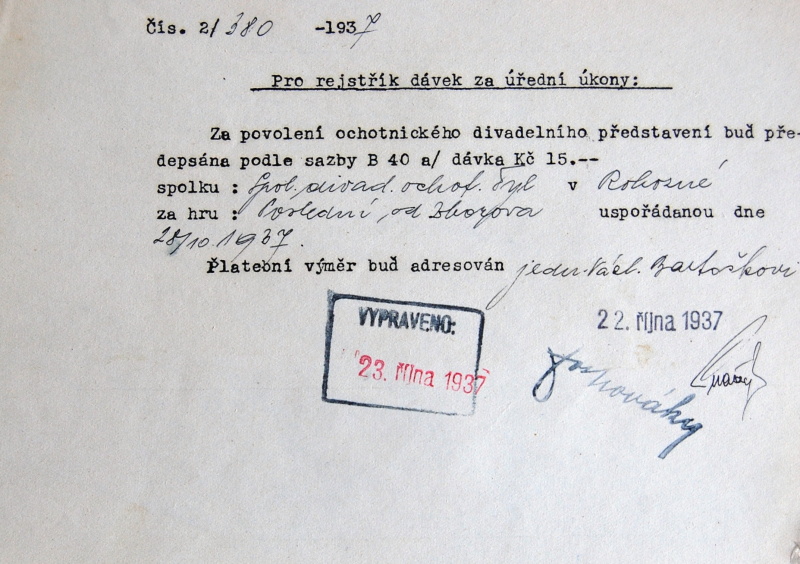 Čís. 2/380 -1937
Pro rejstřík dávek za úřední úkony:
Za povolení ochotnického divadelního představení buď pře-
depsána podle sazby B 40 a/ dávka Kč 15.--
spolku : Spol. divad. ochot. Tyl v Rohozné
za hru : Poslední od Zborova uspořádanou dne
28/10 1937.
Platební výměr buď adresován jedn. Václ. Bartoškovi
VYPRAVENO:
23. října 1937
22. října 1937